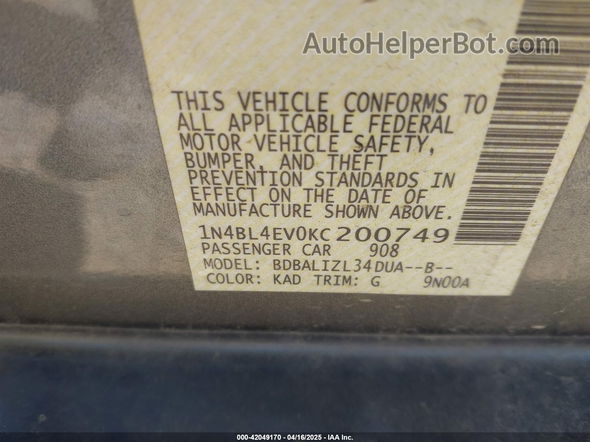 AutoHelperBot.com
THIS VEHICLE CONFORMS TO
ALL APPLICABLE FEDERAL
MOTOR VEHICLE SAFETY,
BUMPER, AND THEFT
PREVENTION STANDARDS IN
EFFECT ON THE DATE OF
MANUFACTURE SHOWN ABOVE.
1N4BL4EV0KC200749
PASSENGER CAR 908
MODEL: BDBALIZL34DUA--B--
COLOR: KAD TRIM: G 9N00A
000-42049170 - 04/16/2025 - IAA Inc.